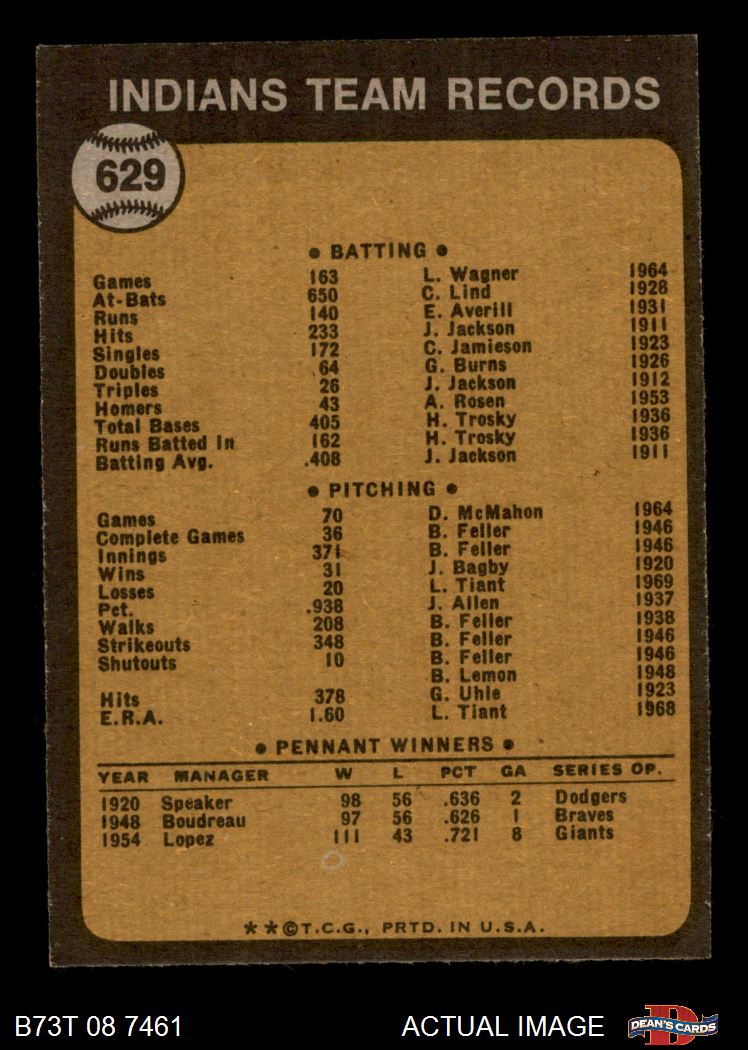 INDIANS TEAM RECORDS
629
● BATTING ●
Games 163 L. Wagner 1964
At-Bats 650 C. Lind 1928
Runs 140 E. Averill 1931
Hits 233 J. Jackson 1911
Singles 172 C. Jamieson 1923
Doubles 64 G. Burns 1926
Triples 26 J. Jackson 1912
Homers 43 A. Rosen 1953
Total Bases 405 H. Trosky 1936
Runs Batted In 162 H. Trosky 1936
Batting Avg. .408 J. Jackson 1911
● PITCHING ●
Games 70 D. McMahon 1964
Complete Games 36 B. Feller 1946
Innings 371 B. Feller 1946
Wins 31 J. Bagby 1920
Losses 20 L. Tiant 1969
Pct. .938 J. Allen 1937
Walks 208 B. Feller 1938
Strikeouts 348 B. Feller 1946
Shutouts 10 B. Feller 1946
B. Lemon 1948
Hits 378 G. Uhle 1923
E.R.A. 1.60 L. Tiant 1968
● PENNANT WINNERS ●
YEAR MANAGER W L PCT GA SERIES OP.
1920 Speaker 98 56 .636 2 Dodgers
1948 Boudreau 97 56 .626 1 Braves
1954 Lopez 111 43 .721 8 Giants
**©T.C.G., PRTD. IN U.S.A.
B73T 08 7461 ACTUAL IMAGE D DEAN'S CARDS